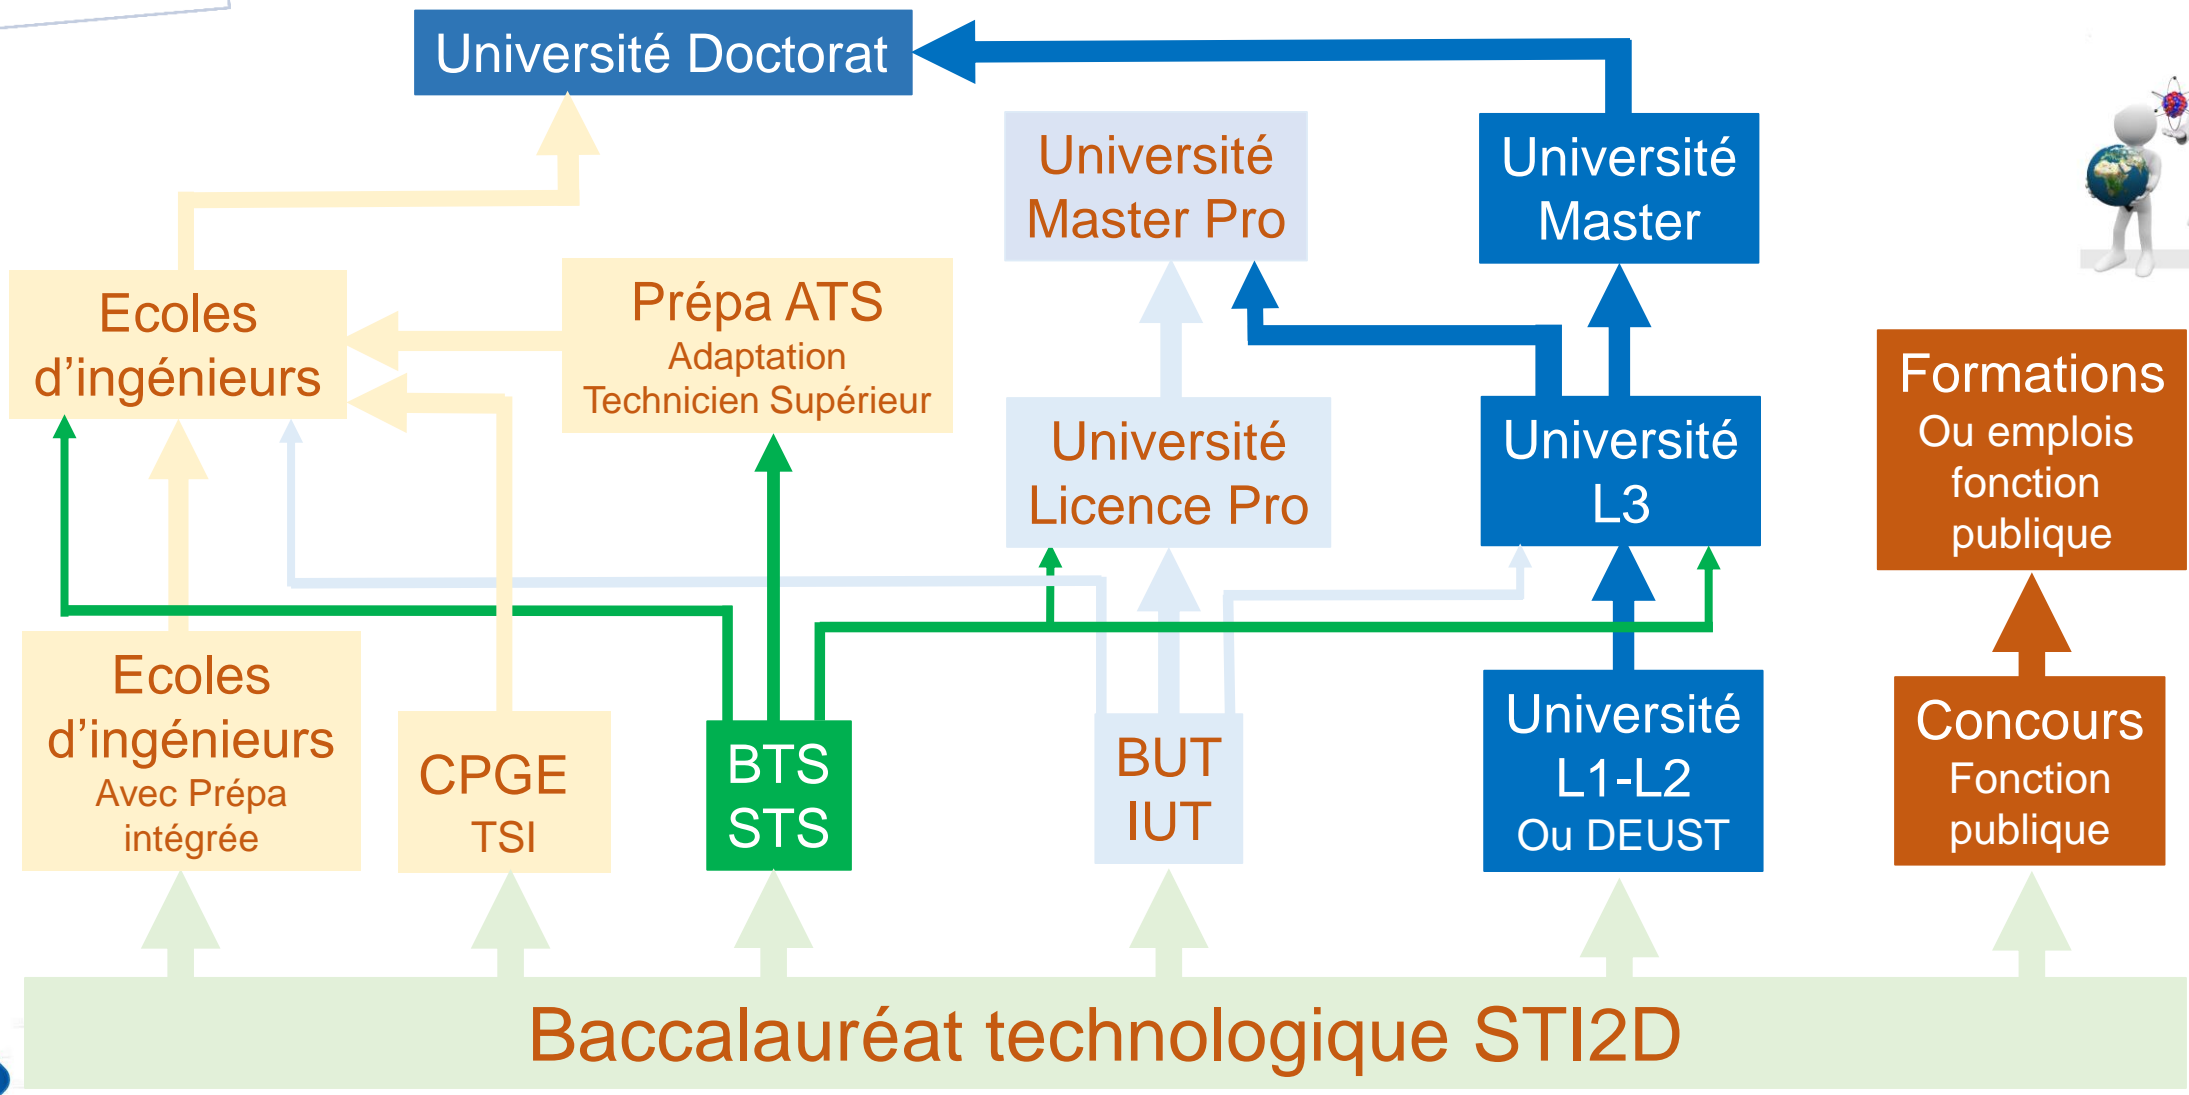 Université Doctorat
Université
Master Pro
Université
Master
Ecoles
d’ingénieurs
Prépa ATS
Adaptation
Technicien Supérieur
Université
Licence Pro
Université
L3
Formations
Ou emplois
fonction
publique
Ecoles
d’ingénieurs
Avec Prépa
intégrée
CPGE
TSI
BTS
STS
BUT
IUT
Université
L1-L2
Ou DEUST
Concours
Fonction
publique
Baccalauréat technologique STI2D